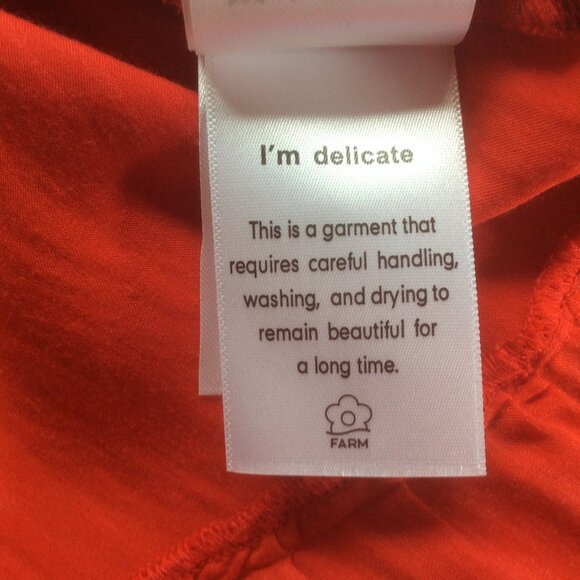 I'm delicate
This is a garment that
requires careful handling,
washing, and drying to
remain beautiful for
a long time.
FARM